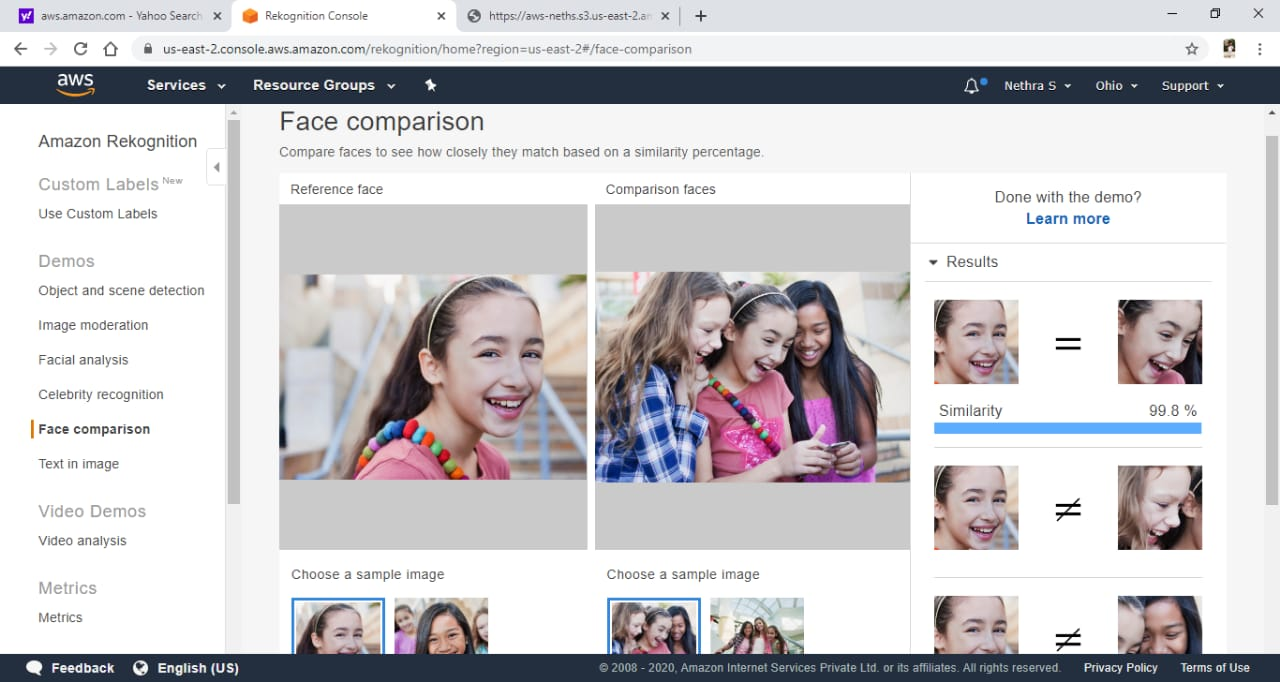 aws.amazon.com - Yahoo Search
Rekognition Console
https://aws-neths.s3.us-east-2.am
us-east-2.console.aws.amazon.com/rekognition/home?region=us-east-2#/face-comparison
aws
Services
Resource Groups
Nethra S
Ohio
Support
Amazon Rekognition
Custom Labels New
Use Custom Labels
Demos
Object and scene detection
Image moderation
Facial analysis
Celebrity recognition
Face comparison
Text in image
Video Demos
Video analysis
Metrics
Metrics
Face comparison
Compare faces to see how closely they match based on a similarity percentage.
Reference face
Comparison faces
Choose a sample image
Choose a sample image
Done with the demo?
Learn more
Results
=
Similarity 99.8 %
≠
≠
Feedback
English (US)
© 2008 - 2020, Amazon Internet Services Private Ltd. or its affiliates. All rights reserved.
Privacy Policy
Terms of Use